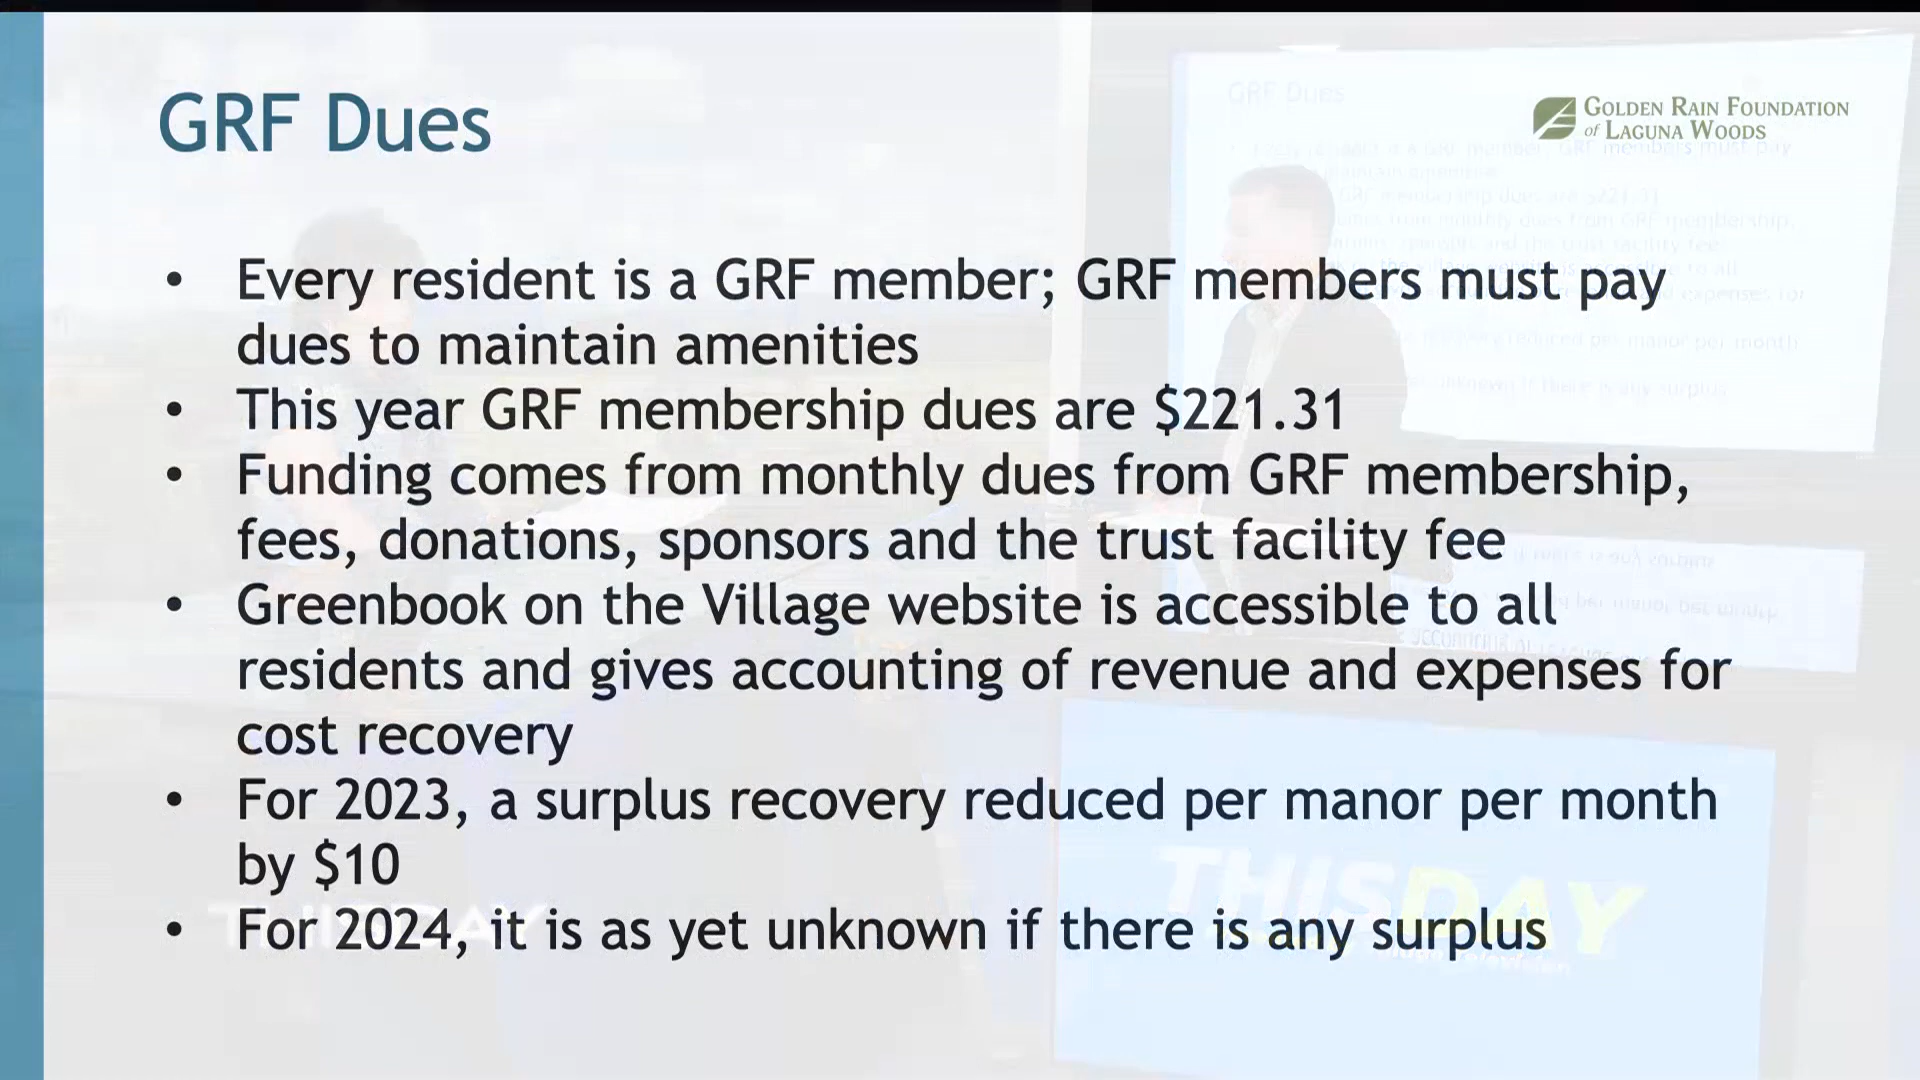 GRF Dues
GOLDEN RAIN FOUNDATION
of LAGUNA WOODS
• Every resident is a GRF member; GRF members must pay
dues to maintain amenities
• This year GRF membership dues are $221.31
• Funding comes from monthly dues from GRF membership,
fees, donations, sponsors and the trust facility fee
• Greenbook on the Village website is accessible to all
residents and gives accounting of revenue and expenses for
cost recovery
• For 2023, a surplus recovery reduced per manor per month
by $10
• For 2024, it is as yet unknown if there is any surplus
THISDAY
THISDAY